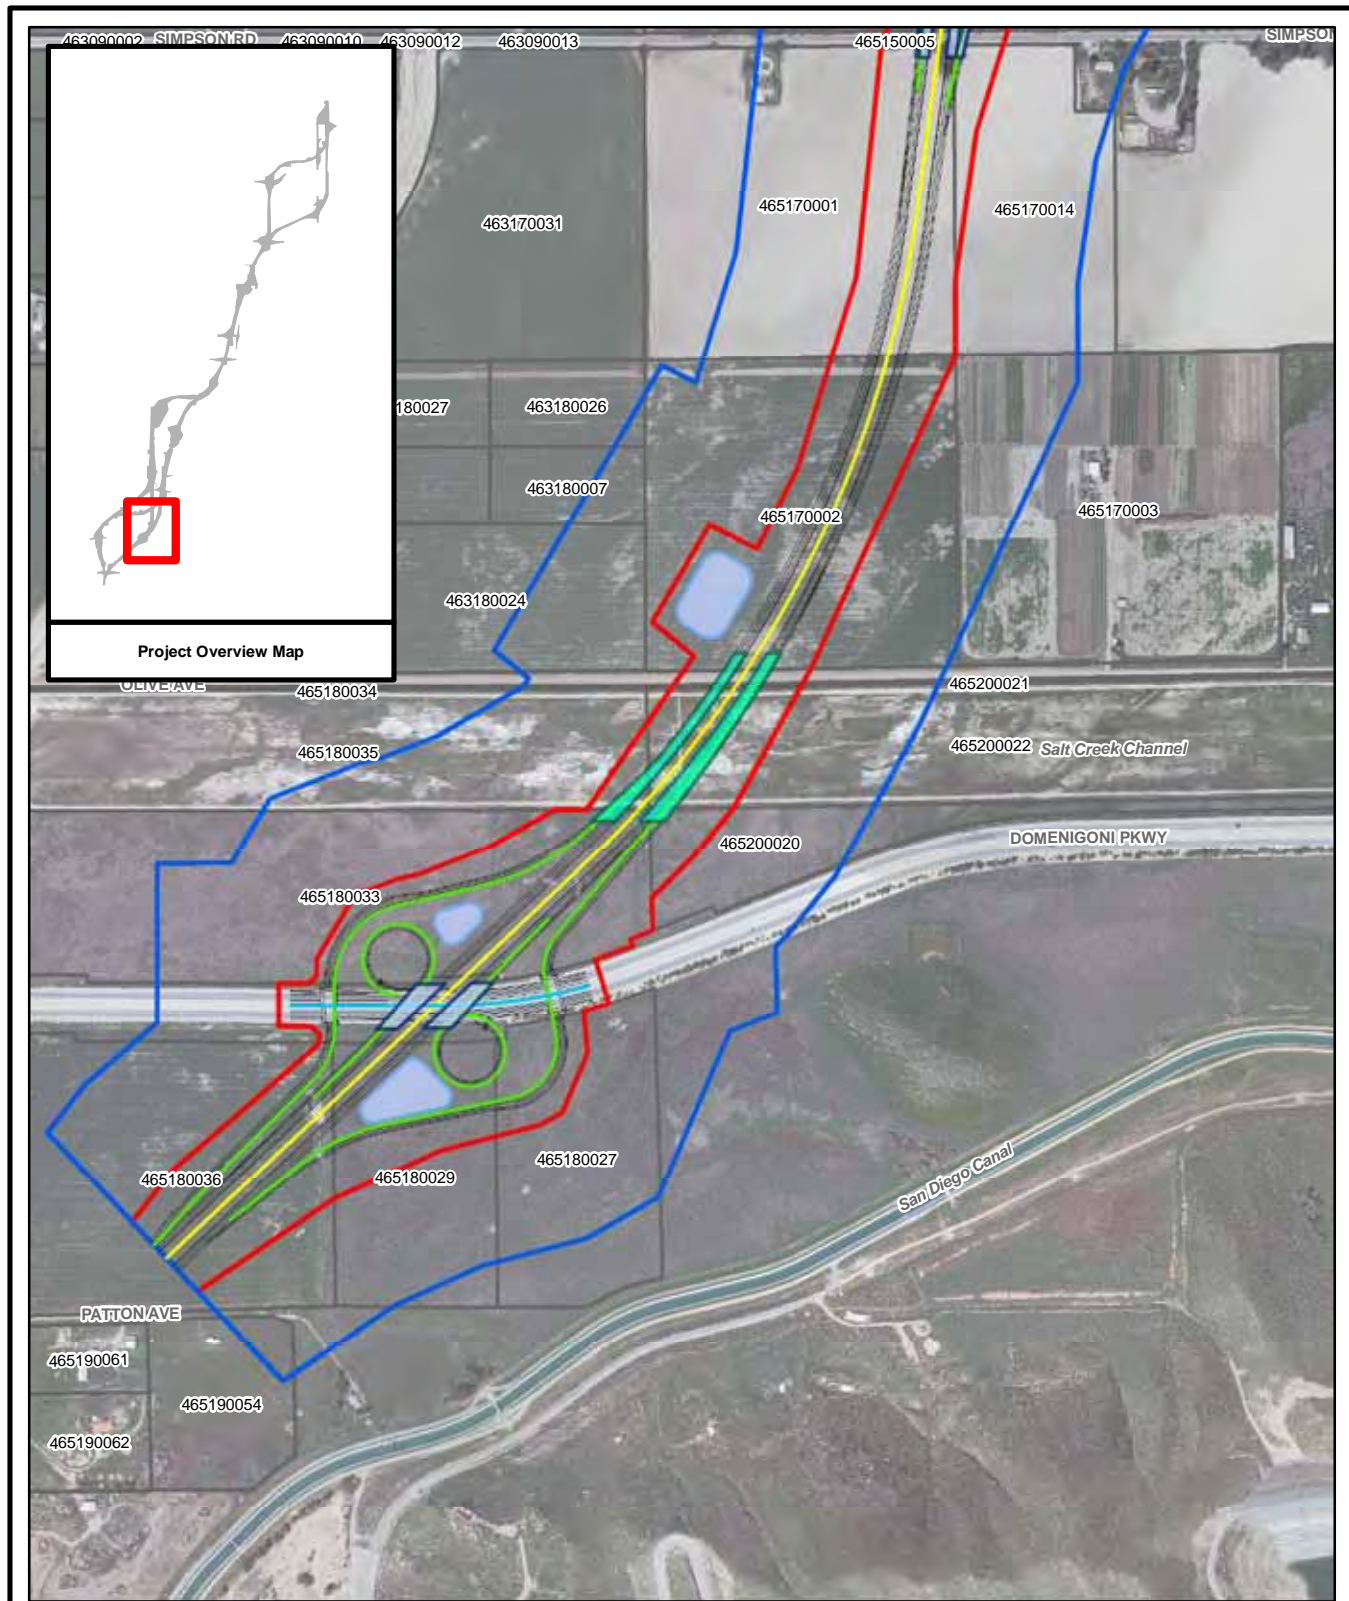 463090002 SIMPSON RD 463090010 463090012 463090013 465150005 SIMPSON
465170001 465170014
463170031
180027 463180026
463180007
465170003
465170002
463180024
Project Overview Map
OLIVE AVE 465180034 465200021
465180035 465200022 Salt Creek Channel
465200020 DOMENIGONI PKWY
465180033
465180027
465180036 465180029
San Diego Canal
PATTON AVE
465190061
465190054
465190062